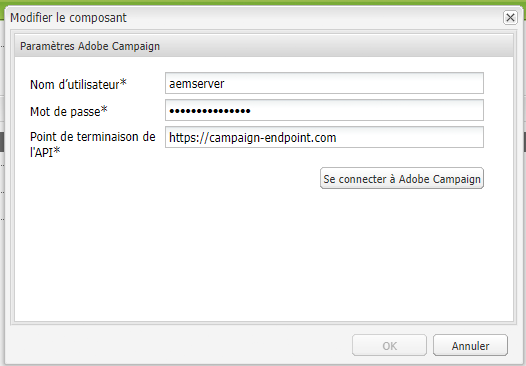 Modifier le composant
Paramètres Adobe Campaign
Nom d'utilisateur* aemserver
Mot de passe* •••••••••••••••
Point de terminaison de https://campaign-endpoint.com
l'API*
Se connecter à Adobe Campaign
OK Annuler